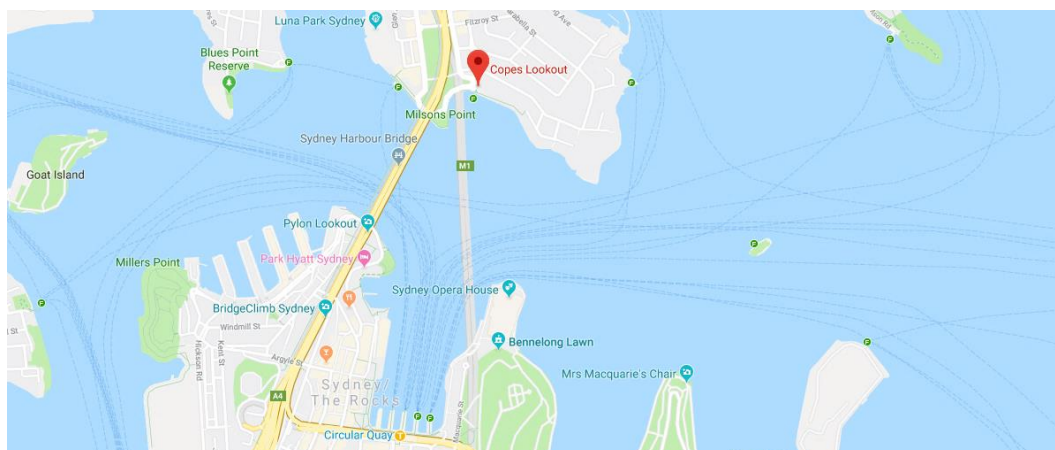 Luna Park Sydney
Fitzroy St
Blues Point
Reserve
Copes Lookout
Milsons Point
Sydney Harbour Bridge
M1
Goat Island
Pylon Lookout
Millers Point
Park Hyatt Sydney
Sydney Opera House
BridgeClimb Sydney
Windmill St
Bennelong Lawn
Hickson Rd
Kent St
Argyle St
Mrs Macquarie's Chair
Sydney/
The Rocks
A4
Macquarie St
Circular Quay